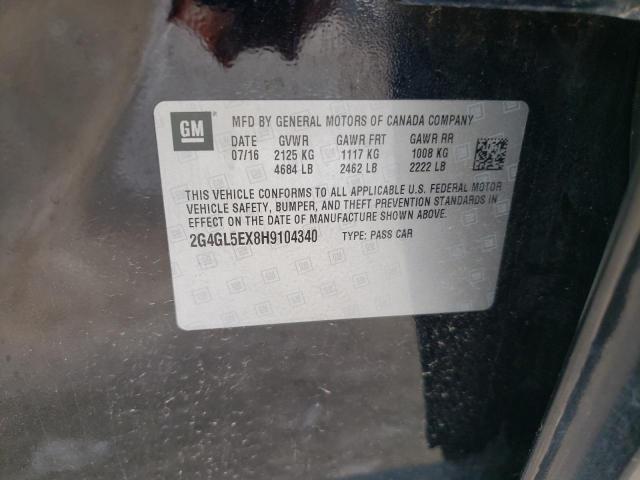 GM
MFD BY GENERAL MOTORS OF CANADA COMPANY
DATE GVWR GAWR FRT GAWR RR
07/16 2125 KG 1117 KG 1008 KG
4684 LB 2462 LB 2222 LB
THIS VEHICLE CONFORMS TO ALL APPLICABLE U.S. FEDERAL MOTOR
VEHICLE SAFETY, BUMPER, AND THEFT PREVENTION STANDARDS
IN EFFECT ON THE DATE OF MANUFACTURE SHOWN ABOVE.
2G4GL5EX8H9104340 TYPE: PASS CAR